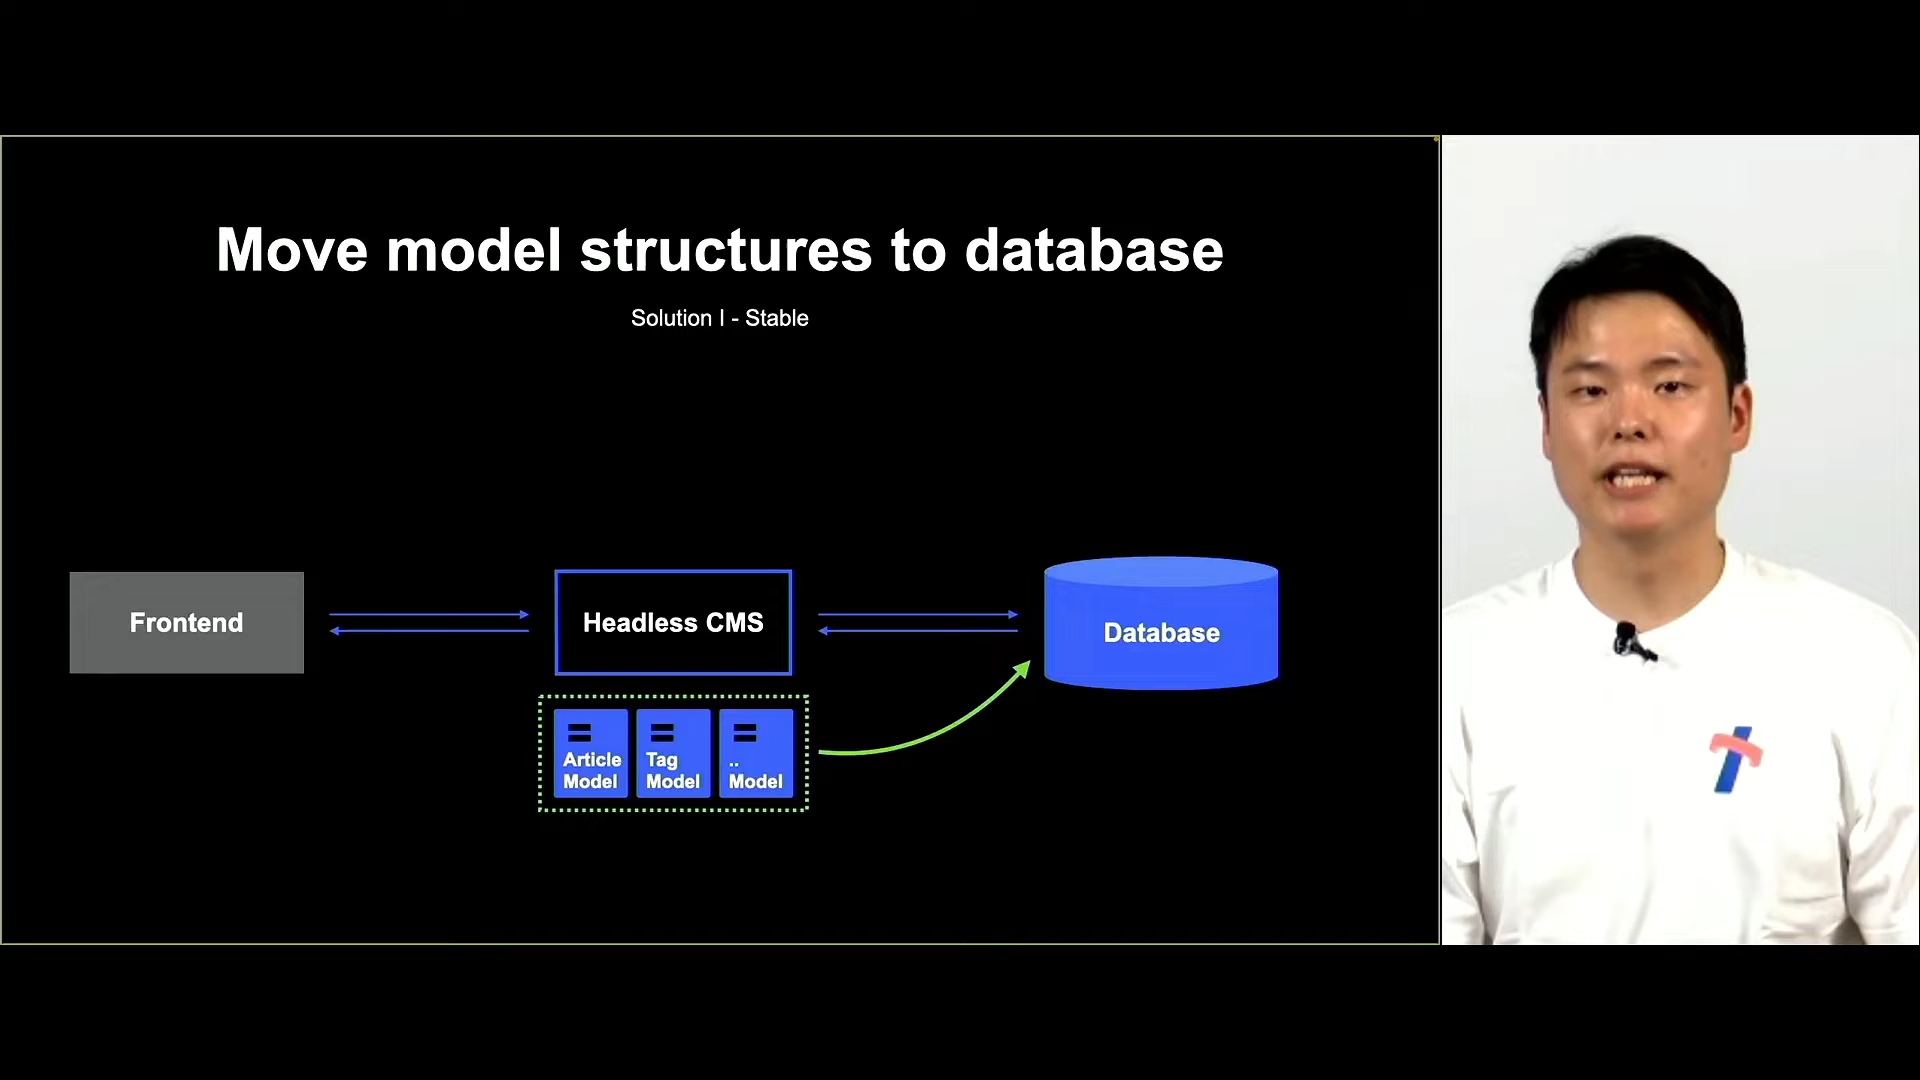 Move model structures to database
Solution I - Stable
Frontend
Headless CMS
Database
Article
Model
Tag
Model
..
Model